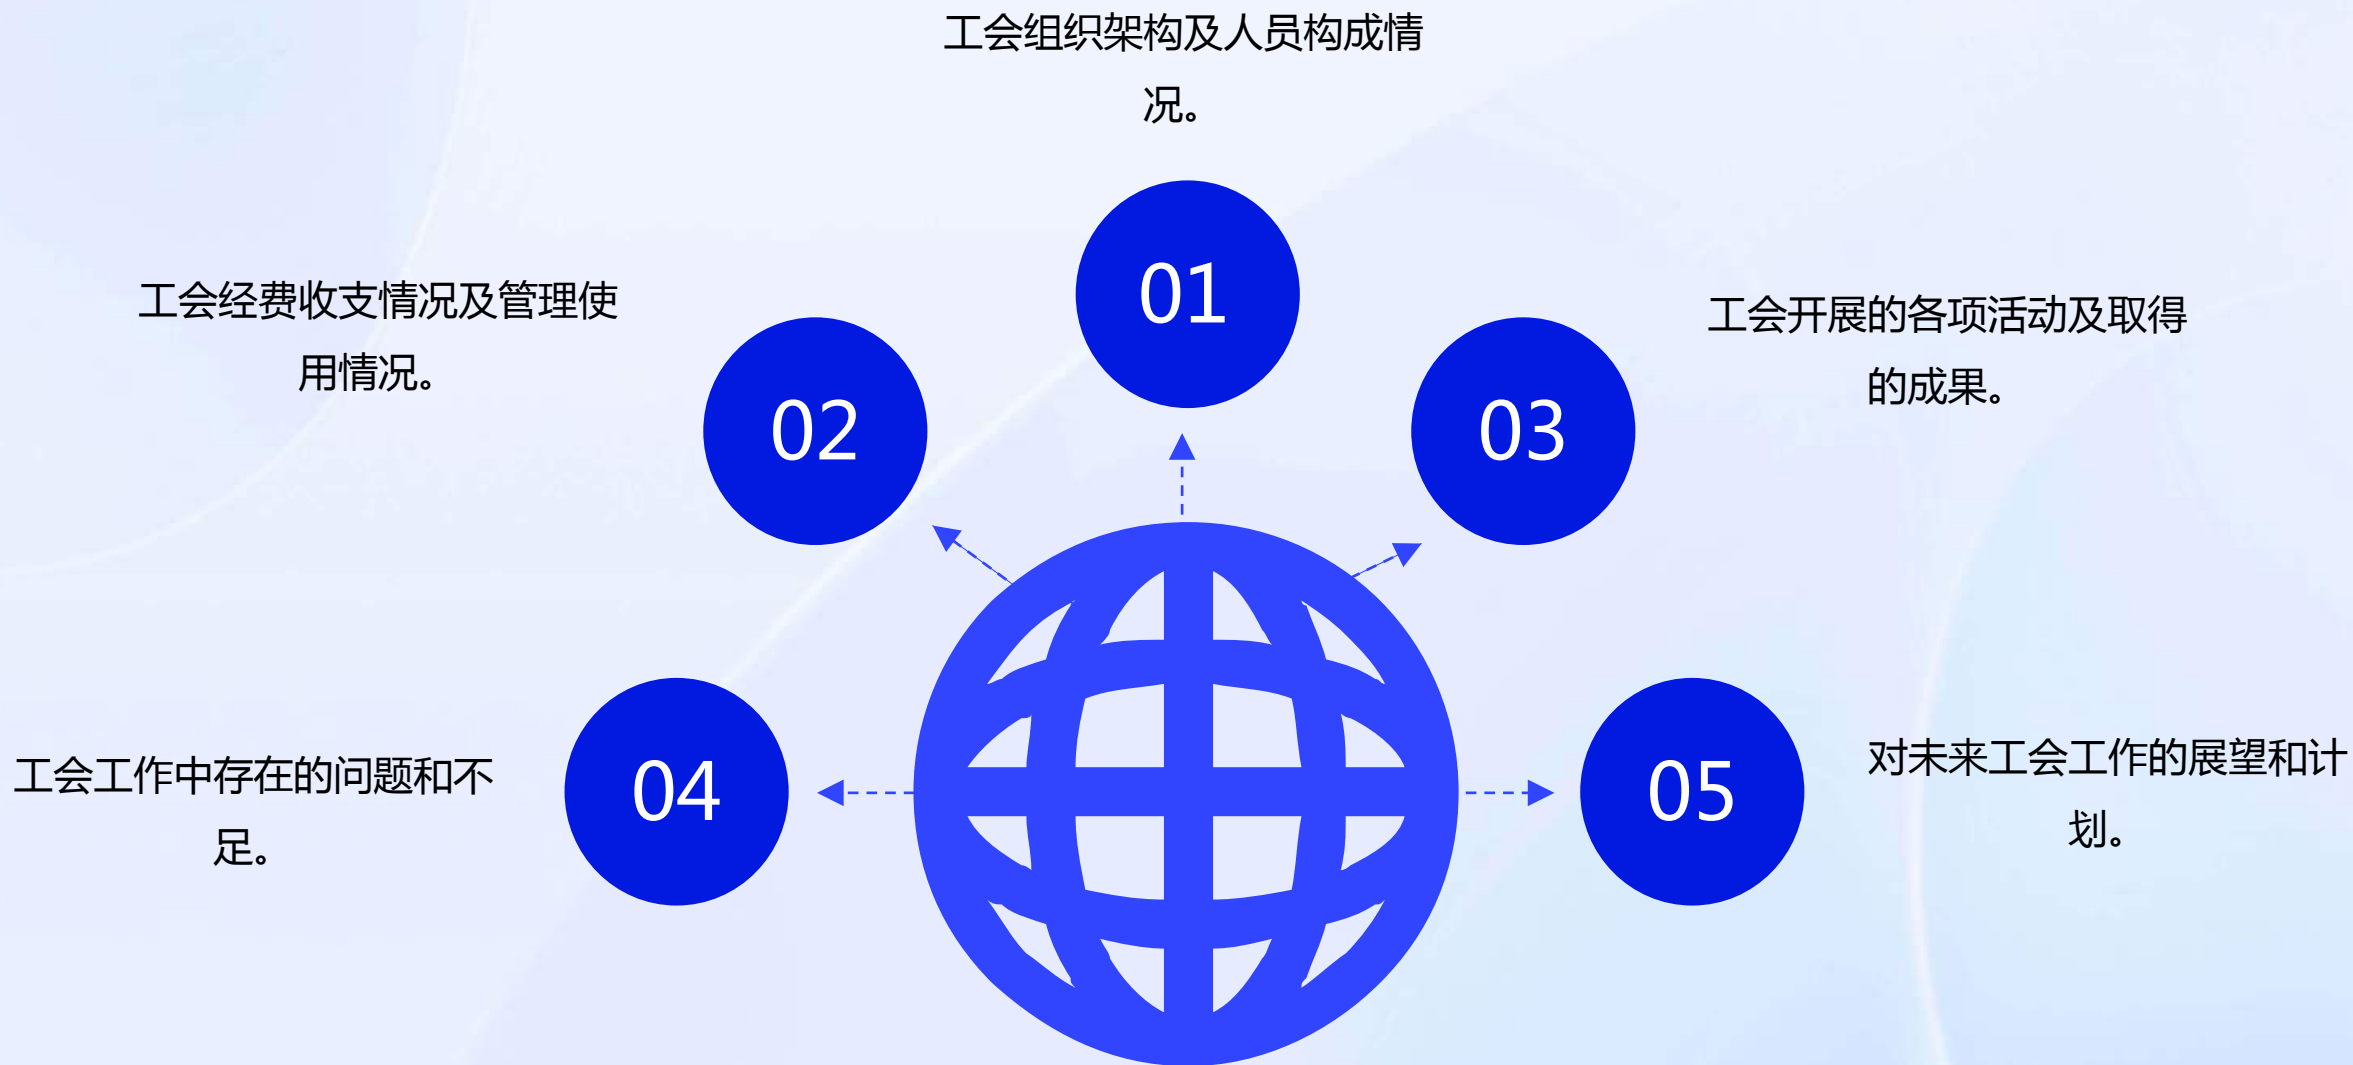 工会组织架构及人员构成情
况。
01
工会经费收支情况及管理使
用情况。
02
03
工会开展的各项活动及取得
的成果。
工会工作中存在的问题和不
足。
04
05
对未来工会工作的展望和计
划。